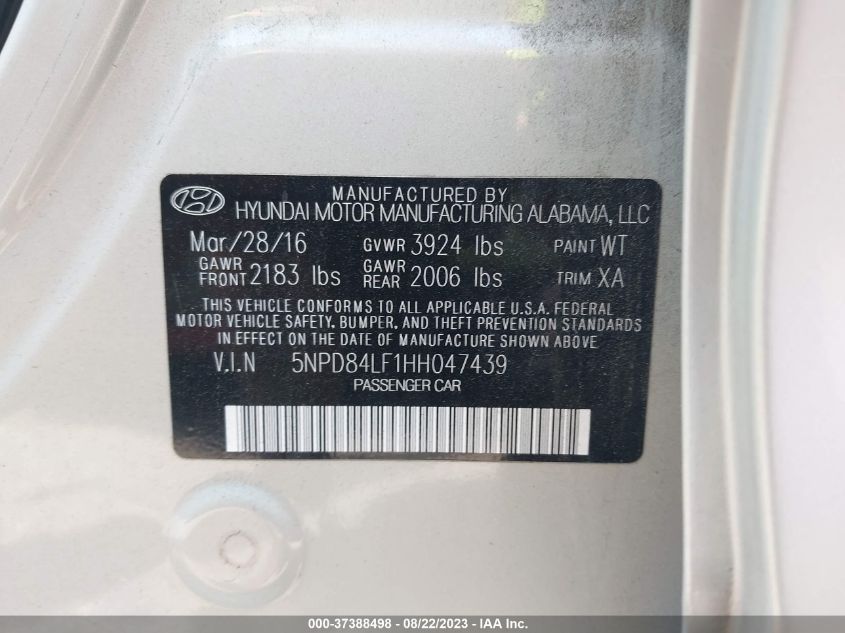 MANUFACTURED BY
HYUNDAI MOTOR MANUFACTURING ALABAMA, LLC
Mar/28/16 GVWR 3924 lbs PAINT WT
GAWR FRONT 2183 lbs GAWR REAR 2006 lbs TRIM XA
THIS VEHICLE CONFORMS TO ALL APPLICABLE U.S.A. FEDERAL
MOTOR VEHICLE SAFETY, BUMPER, AND THEFT PREVENTION STANDARDS
IN EFFECT ON THE DATE OF MANUFACTURE SHOWN ABOVE.
V.I.N 5NPD84LF1HH047439
PASSENGER CAR
000-37388498 - 08/22/2023 - © IAA Inc.